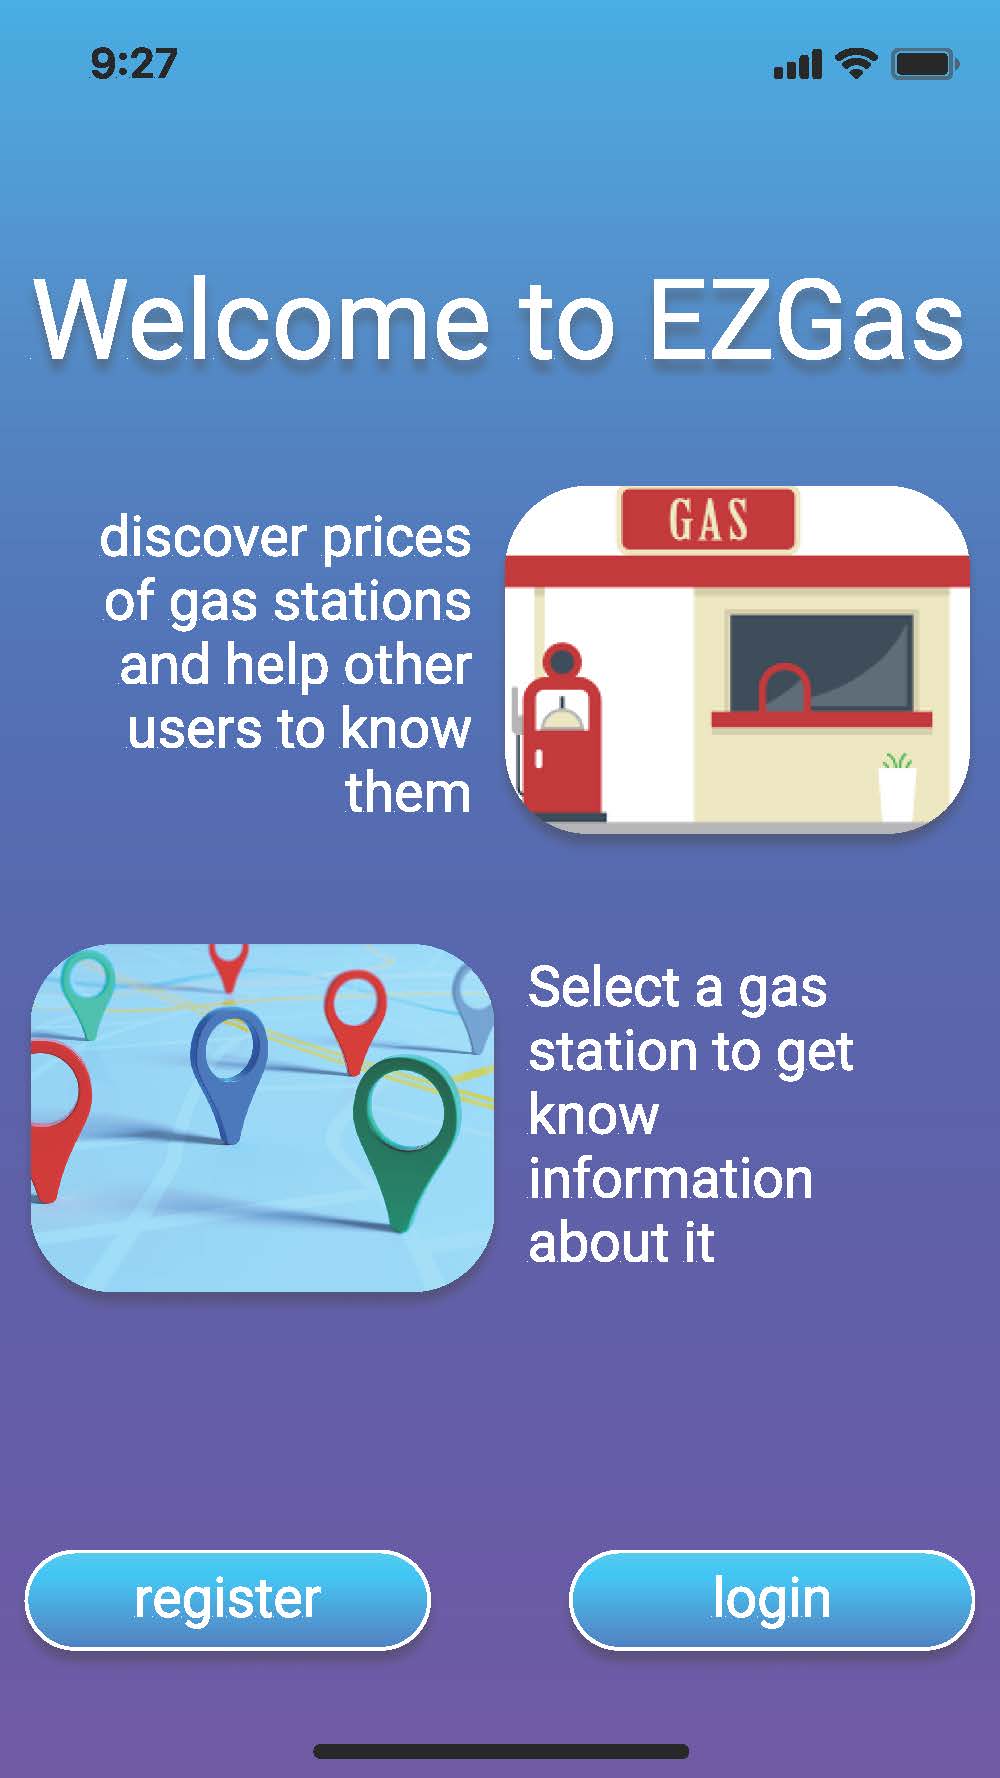 9:27
Welcome to EZGas
discover prices
of gas stations
and help other
users to know
them
GAS
Select a gas
station to get
know
information
about it
register
login